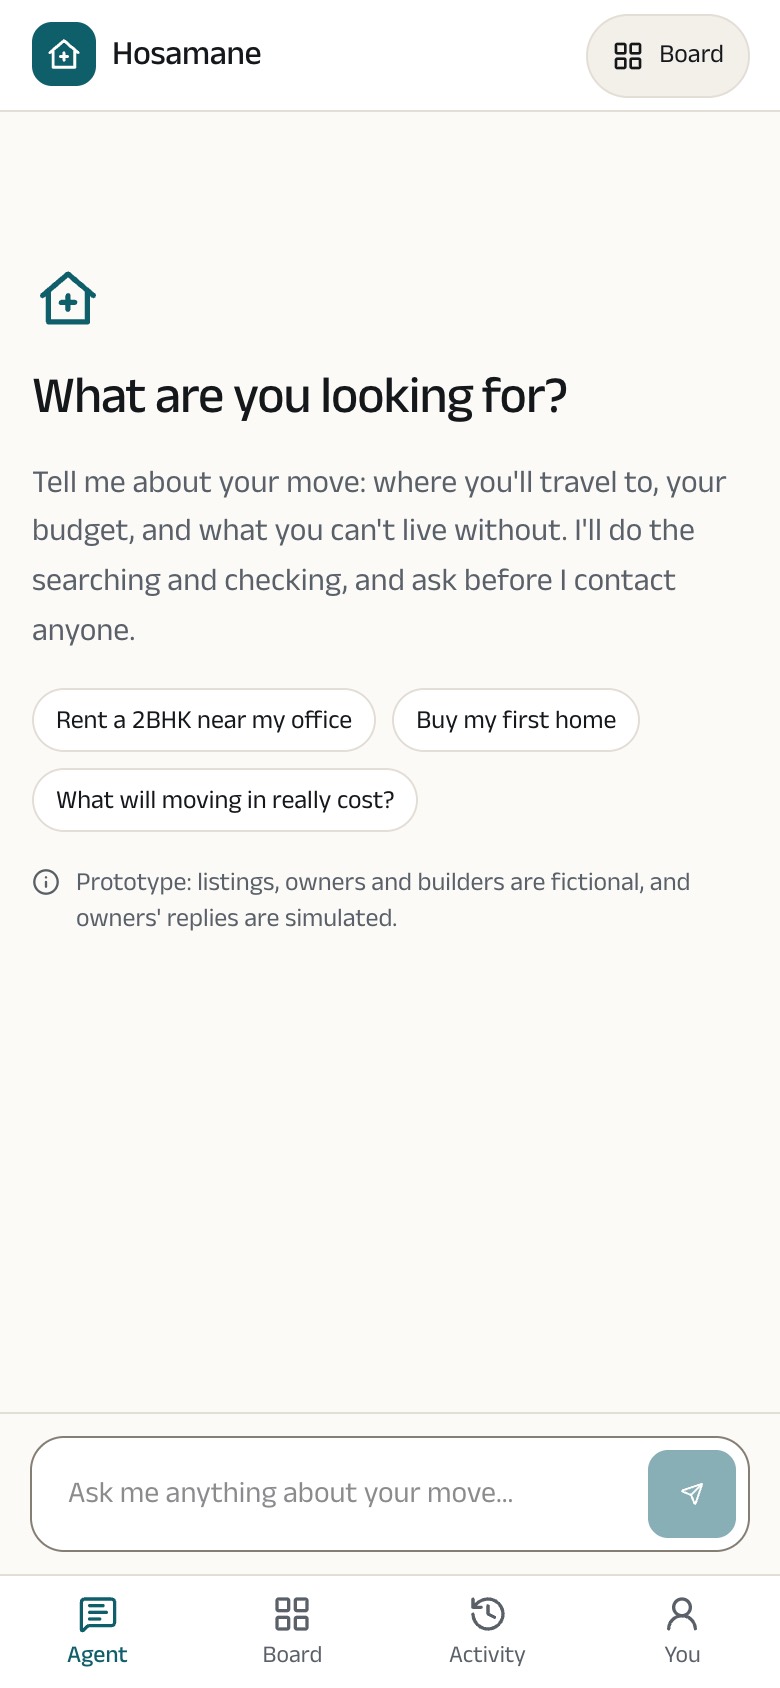 Hosamane
Board
What are you looking for?
Tell me about your move: where you'll travel to, your
budget, and what you can't live without. I'll do the
searching and checking, and ask before I contact
anyone.
Rent a 2BHK near my office
Buy my first home
What will moving in really cost?
Prototype: listings, owners and builders are fictional, and
owners' replies are simulated.
Ask me anything about your move...
Agent
Board
Activity
You